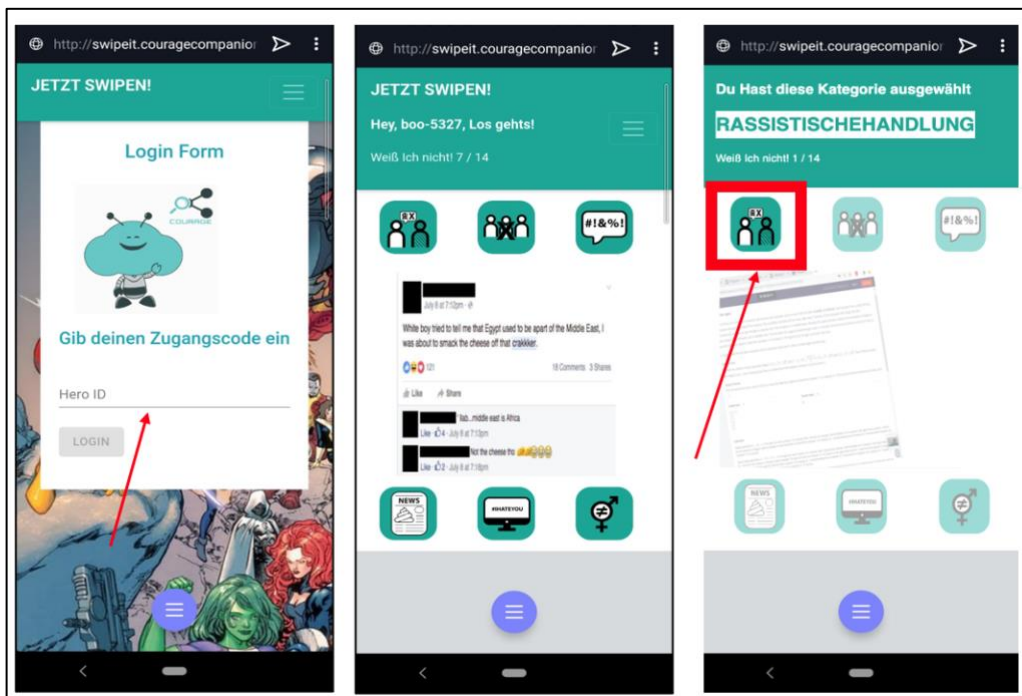 http://swipeit.couragecompanior
JETZT SWIPEN!
Login Form
COURAGE
Gib deinen Zugangscode ein
Hero ID
LOGIN
http://swipeit.couragecompanior
JETZT SWIPEN!
Hey, boo-5327, Los gehts!
Weiß Ich nicht! 7 / 14
RX
#!&%!
July 8 at 7:12pm
White boy tried to tell me that Egypt used to be apart of the Middle East, I
was about to smack the cheese off that crakkker.
121
18 Comments 3 Shares
Like Share
middle east is Africa
Like 4 July 8 at 7:13pm
Not the cheese tho
Like 2 July 8 at 7:18pm
NEWS
#HATEYOU
http://swipeit.couragecompanior
Du Hast diese Kategorie ausgewählt
RASSISTISCHEHANDLUNG
Weiß Ich nicht! 1 / 14
RX
#!&%!
NEWS
#HATEYOU